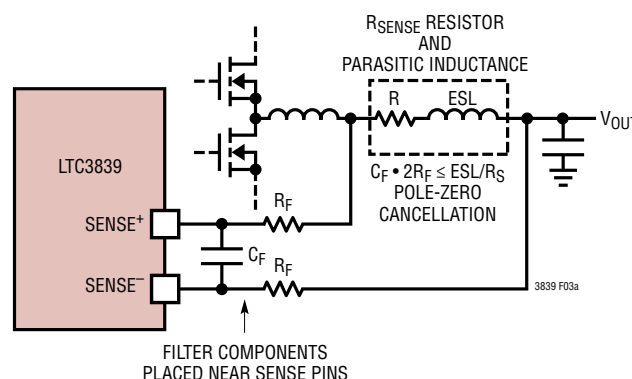 RSENSE RESISTOR
AND
PARASITIC INDUCTANCE
R
ESL
VOUT
LTC3839
CF • 2RF ≤ ESL/RS
POLE-ZERO
CANCELLATION
RF
SENSE+
CF
RF
SENSE–
3839 F03a
FILTER COMPONENTS
PLACED NEAR SENSE PINS